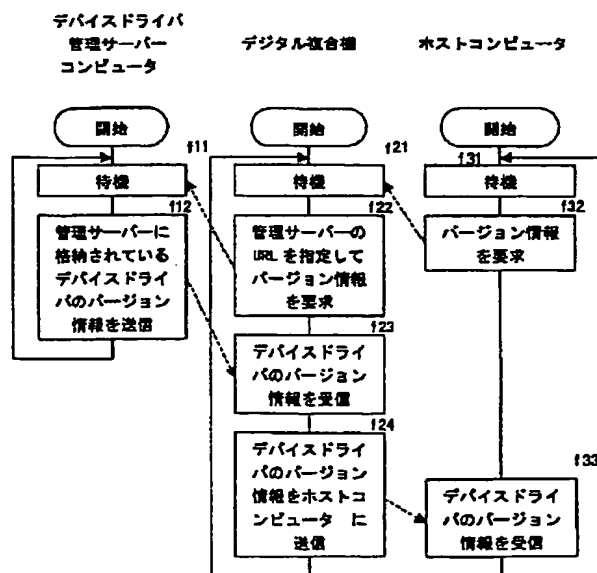 デバイスドライバ
管理サーバー
コンピュータ
デジタル複合機
ホストコンピュータ
開始
開始
開始
f11
f21
f31
待機
待機
待機
f12
f22
f32
管理サーバーに
格納されている
デバイスドライ
バのバージョン
情報を送信
管理サーバーの
URL を指定して
バージョン情報
を要求
バージョン情報
を要求
f23
デバイスドライ
バのバージョン
情報を受信
f24
デバイスドライ
バのバージョン
情報をホストコ
ンピュータ に
送信
f33
デバイスドライ
バのバージョン
情報を受信